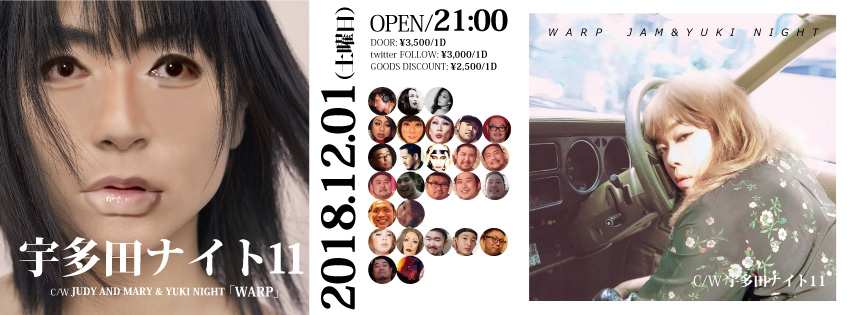 宇多田ナイト11
C/W JUDY AND MARY & YUKI NIGHT「WARP」
2018.12.01(土曜日)
OPEN/21:00
DOOR: ¥3,500/1D
twitter FOLLOW: ¥3,000/1D
GOODS DISCOUNT: ¥2,500/1D
WARP JAM&YUKI NIGHT
C/W 宇多田ナイト11